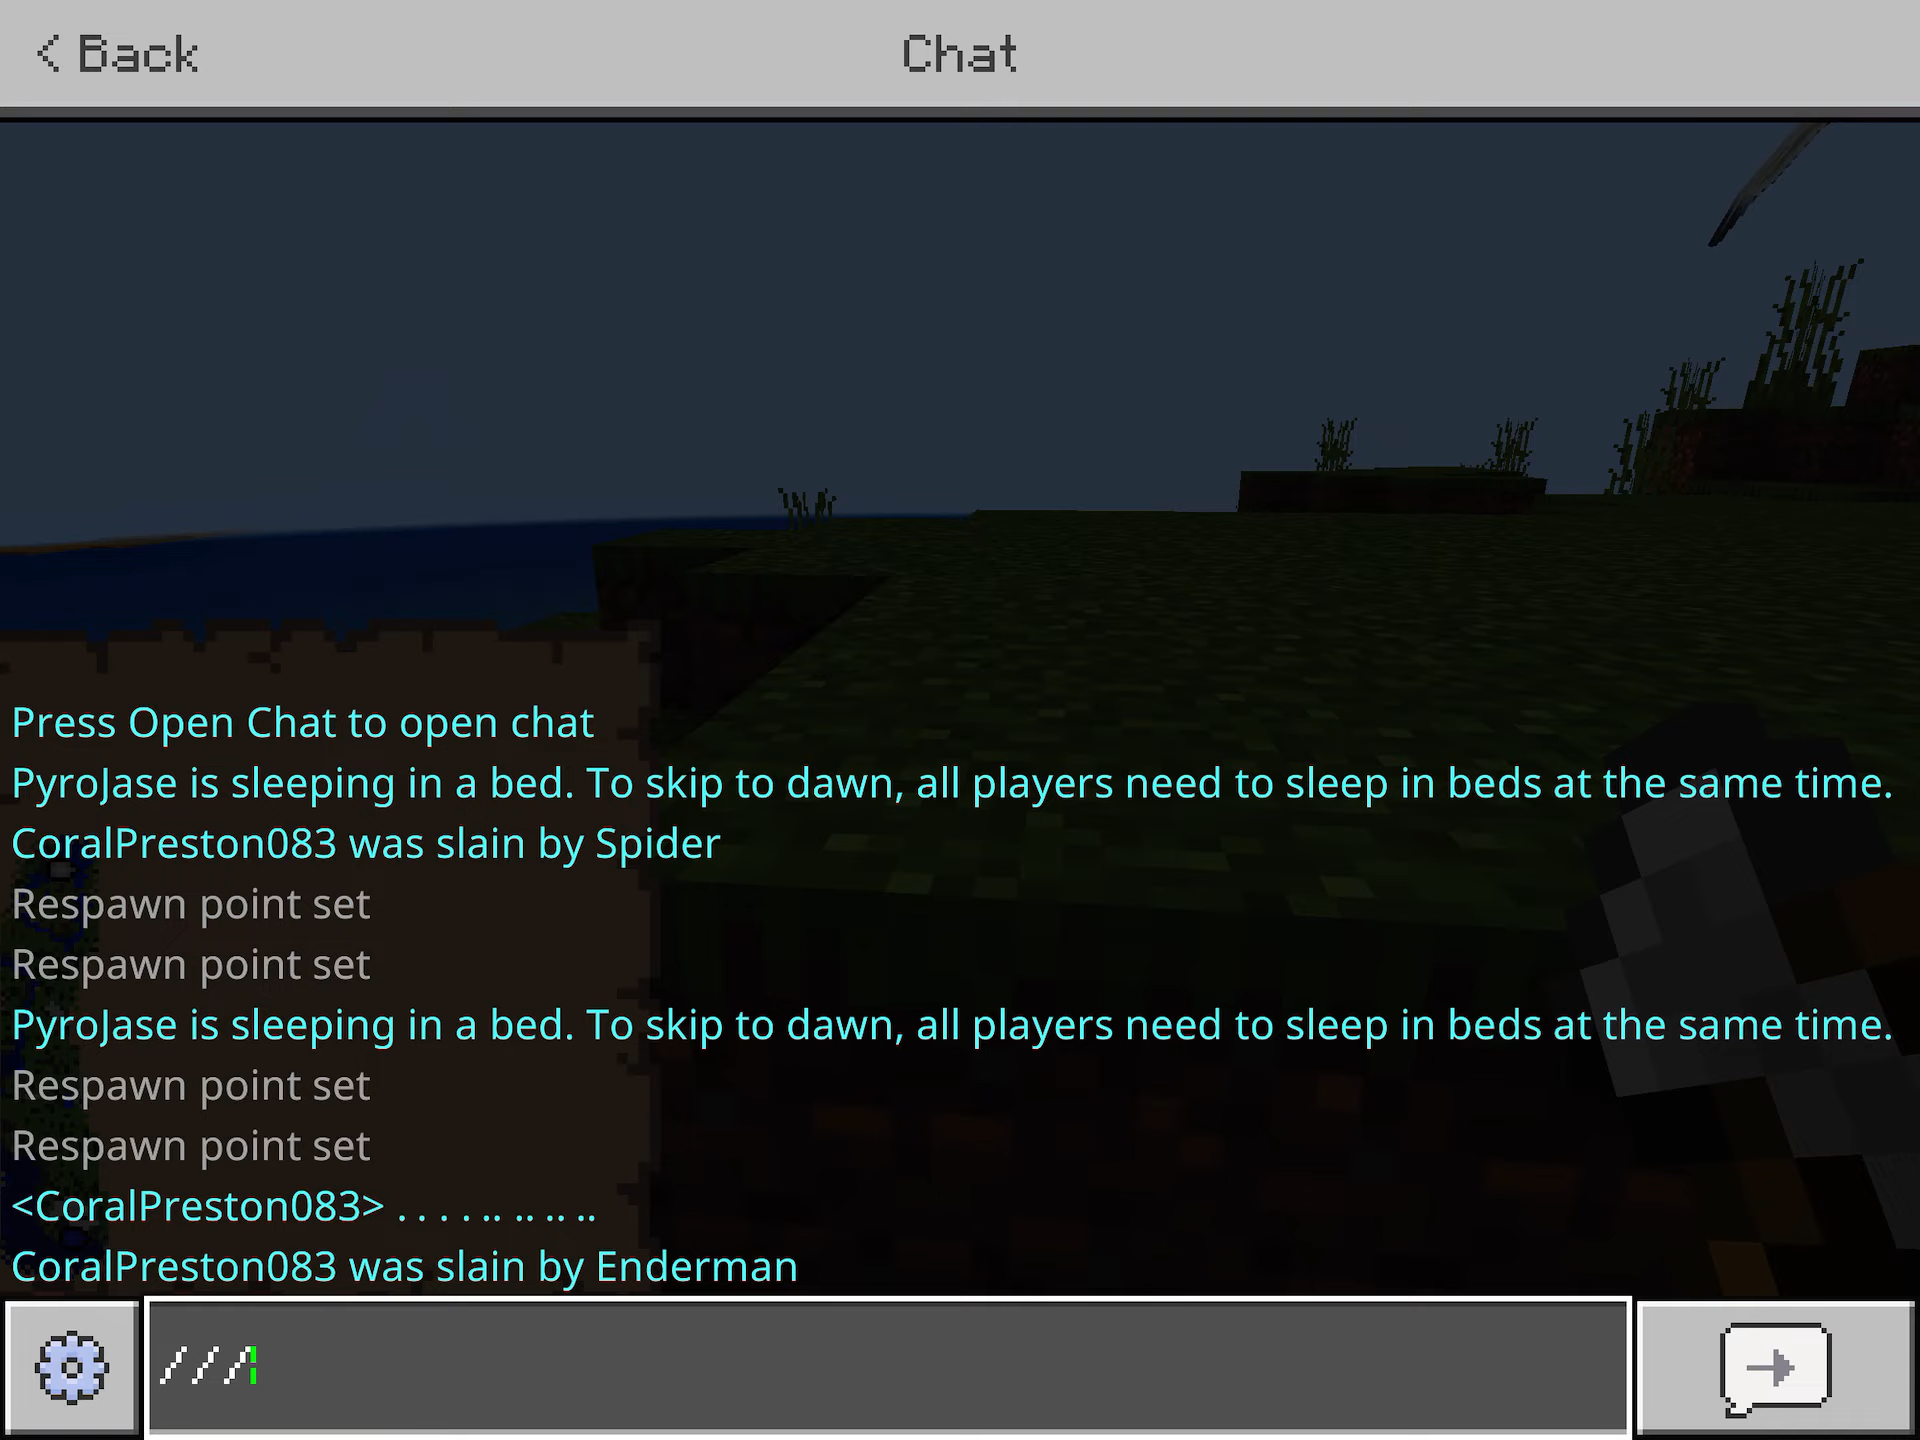 < Back
Chat
Press Open Chat to open chat
PyroJase is sleeping in a bed. To skip to dawn, all players need to sleep in beds at the same time.
CoralPreston083 was slain by Spider
Respawn point set
Respawn point set
PyroJase is sleeping in a bed. To skip to dawn, all players need to sleep in beds at the same time.
Respawn point set
Respawn point set
<CoralPreston083> . . . . .. .. .. ..
CoralPreston083 was slain by Enderman
///